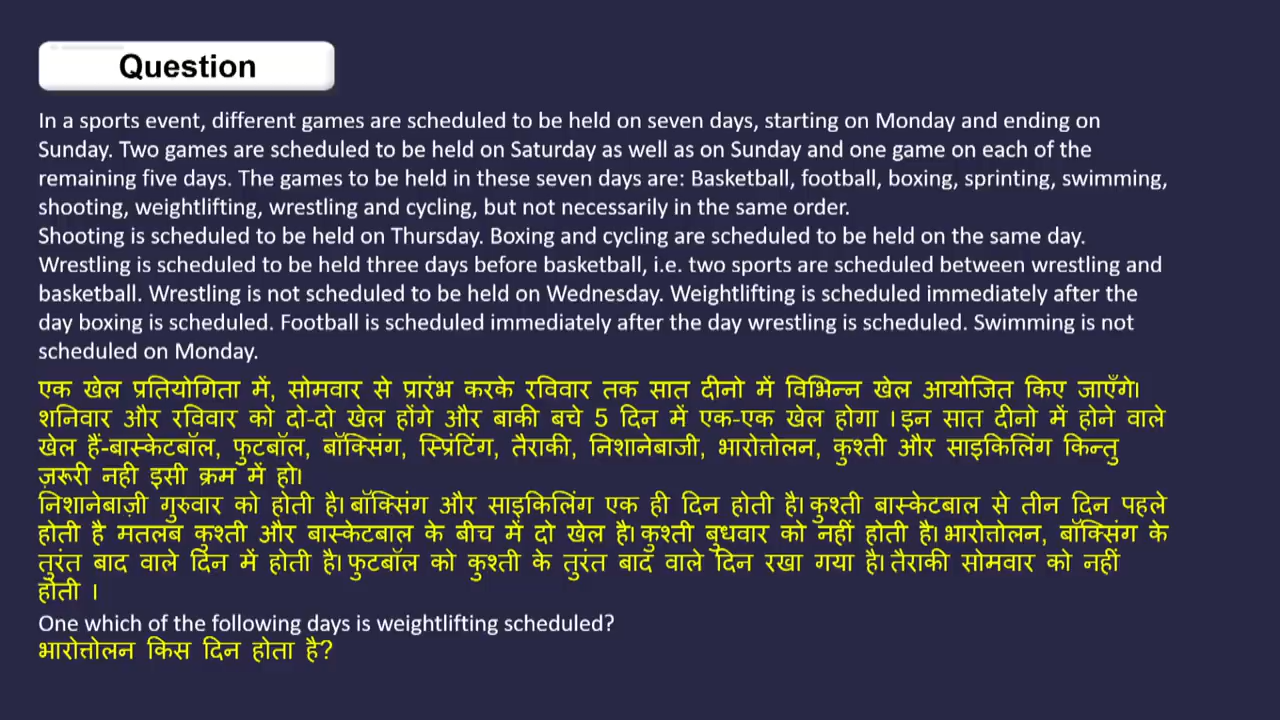 Question
In a sports event, different games are scheduled to be held on seven days, starting on Monday and ending on
Sunday. Two games are scheduled to be held on Saturday as well as on Sunday and one game on each of the
remaining five days. The games to be held in these seven days are: Basketball, football, boxing, sprinting, swimming,
shooting, weightlifting, wrestling and cycling, but not necessarily in the same order.
Shooting is scheduled to be held on Thursday. Boxing and cycling are scheduled to be held on the same day.
Wrestling is scheduled to be held three days before basketball, i.e. two sports are scheduled between wrestling and
basketball. Wrestling is not scheduled to be held on Wednesday. Weightlifting is scheduled immediately after the
day boxing is scheduled. Football is scheduled immediately after the day wrestling is scheduled. Swimming is not
scheduled on Monday.
एक खेल प्रतियोगिता में, सोमवार से प्रारंभ करके रविवार तक सात दीनो में विभिन्न खेल आयोजित किए जाएँगे।
शनिवार और रविवार को दो-दो खेल होंगे और बाकी बचे 5 दिन में एक-एक खेल होगा ।इन सात दीनो में होने वाले
खेल हैं-बास्केटबॉल, फुटबॉल, बॉक्सिंग, स्प्रिंटिंग, तैराकी, निशानेबाजी, भारोत्तोलन, कुश्ती और साइकिलिंग किन्तु
ज़रूरी नही इसी क्रम में हो।
निशानेबाज़ी गुरुवार को होती है। बॉक्सिंग और साइकिलिंग एक ही दिन होती है। कुश्ती बास्केटबाल से तीन दिन पहले
होती है मतलब कुश्ती और बास्केटबाल के बीच में दो खेल है। कुश्ती बुधवार को नहीं होती है। भारोत्तोलन, बॉक्सिंग के
तुरंत बाद वाले दिन में होती है। फुटबॉल को कुश्ती के तुरंत बाद वाले दिन रखा गया है। तैराकी सोमवार को नहीं
होती ।
One which of the following days is weightlifting scheduled?
भारोत्तोलन किस दिन होता है?